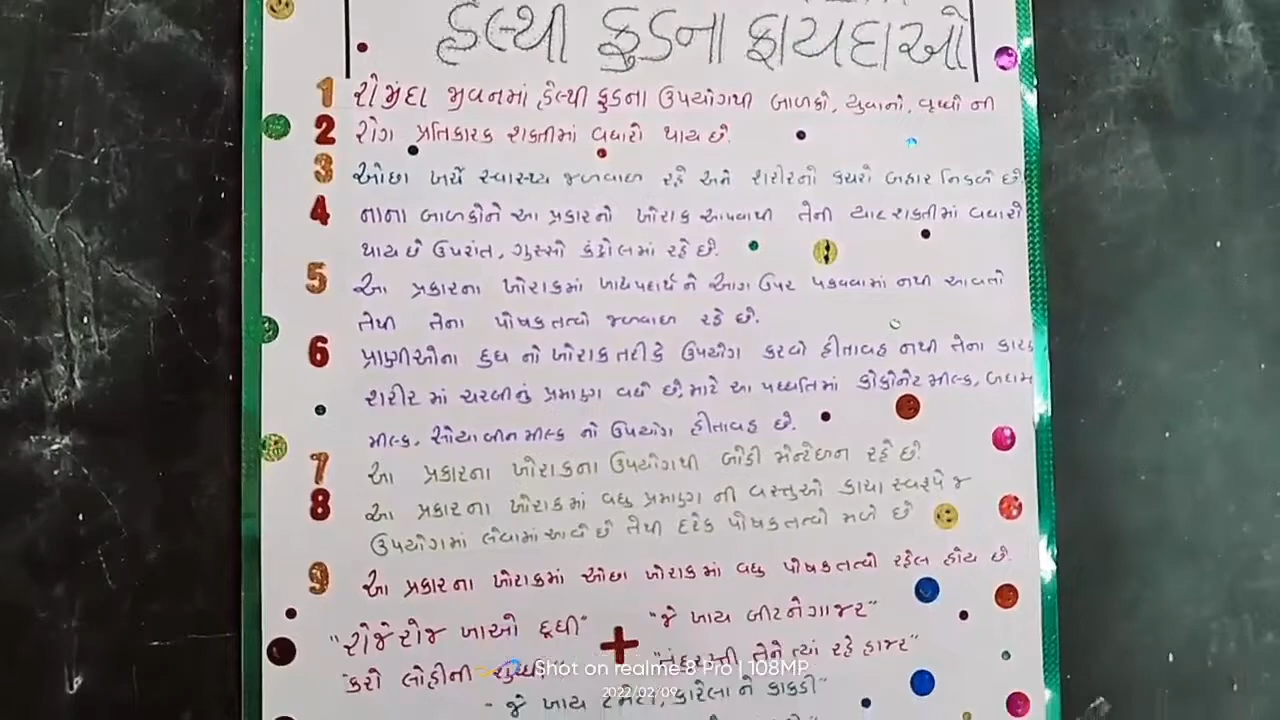 હેલ્થી ફુડના ફાયદાઓ
1 રોજીંદા જીવનમાં હેલ્થી ફુડના ઉપયોગથી બાળકો, યુવાનો, વૃધ્ધો ની
2 રોગ પ્રતિકારક શક્તીમાં વધારો થાય છે.
3 ઓછા ખર્ચે સ્વાસ્થ્ય જળવાળ રહે અને શરીરનો કચરો બહાર નિકળે છે.
4 નાના બાળકોને આ પ્રકારનો ખોરાક આપવાથી તેની યાદ શક્તીમાં વધારો
થાય છે ઉપરાંત, ગુસ્સો કંટ્રોલમાં રહે છે.
5 આ પ્રકારના ખોરાકમાં ખાદ્યપદાર્થ ને આગ ઉપર પકવવામાં નથી આવતો
તેથી તેના પોષકતત્વો જળવાળ રહે છે.
6 પ્રાણીઓના દુધ નો ખોરાક તરીકે ઉપયોગ કરવો હીતાવહ નથી તેના કારણ
શરીર માં ચરબીનું પ્રમાણ વધે છે, માટે આ પધ્ધતિમાં કોકોનેટ મીલ્ક, બદામ
મીલ્ક, સોયાબીન મીલ્ક નો ઉપયોગ હીતાવહ છે.
7 આ પ્રકારના ખોરાકના ઉપયોગથી બોડી મેન્ટેઈન રહે છે.
8 આ પ્રકારના ખોરાકમાં વધુ પ્રમાણ ની વસ્તુઓ કાચા સ્વરૂપે જ
ઉપયોગમાં લેવામાં આવે છે તેથી દરેક પોષકતત્વો મળે છે
9 આ પ્રકારના ખોરાકમાં ઓછા ખોરાકમાં વધુ પોષકતત્વો રહેલ હોય છે.
"રોજેરોજ ખાઓ દૂધી" + "જે ખાય બીટ ને ગાજર"
કરો લોહીની શુધ્ધી" તંદુરસ્તી તેને ત્યાં રહે હાજર"
- જે ખાય ટમેટા, કારેલા ને કાકડી"
Shot on realme 8 Pro | 108MP
2022/02/09